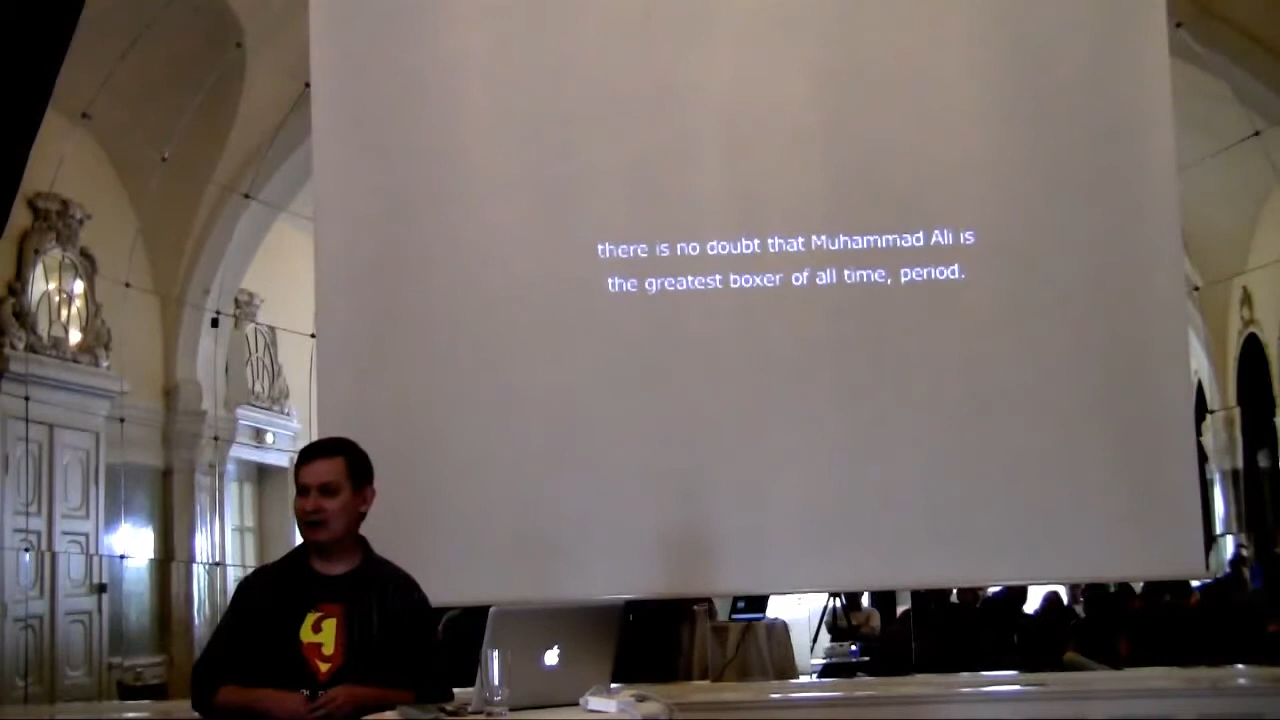 there is no doubt that Muhammad Ali is
the greatest boxer of all time, period.